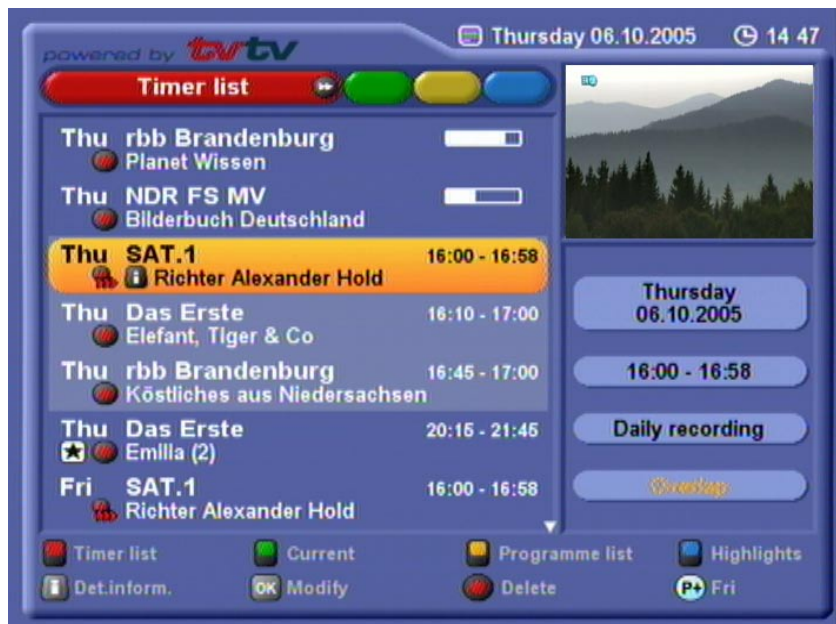 powered by tvtv
Thursday 06.10.2005 14 47
Timer list
Thu rbb Brandenburg
Planet Wissen
Thu NDR FS MV
Bilderbuch Deutschland
Thu SAT.1 16:00 - 16:58
i Richter Alexander Hold
Thu Das Erste 16:10 - 17:00
Elefant, Tiger & Co
Thu rbb Brandenburg 16:45 - 17:00
Köstliches aus Niedersachsen
Thu Das Erste 20:15 - 21:45
Emilia (2)
Fri SAT.1 16:00 - 16:58
Richter Alexander Hold
Thursday
06.10.2005
16:00 - 16:58
Daily recording
Overlap
Timer list Current Programme list Highlights
i Det.inform. OK Modify Delete P+ Fri